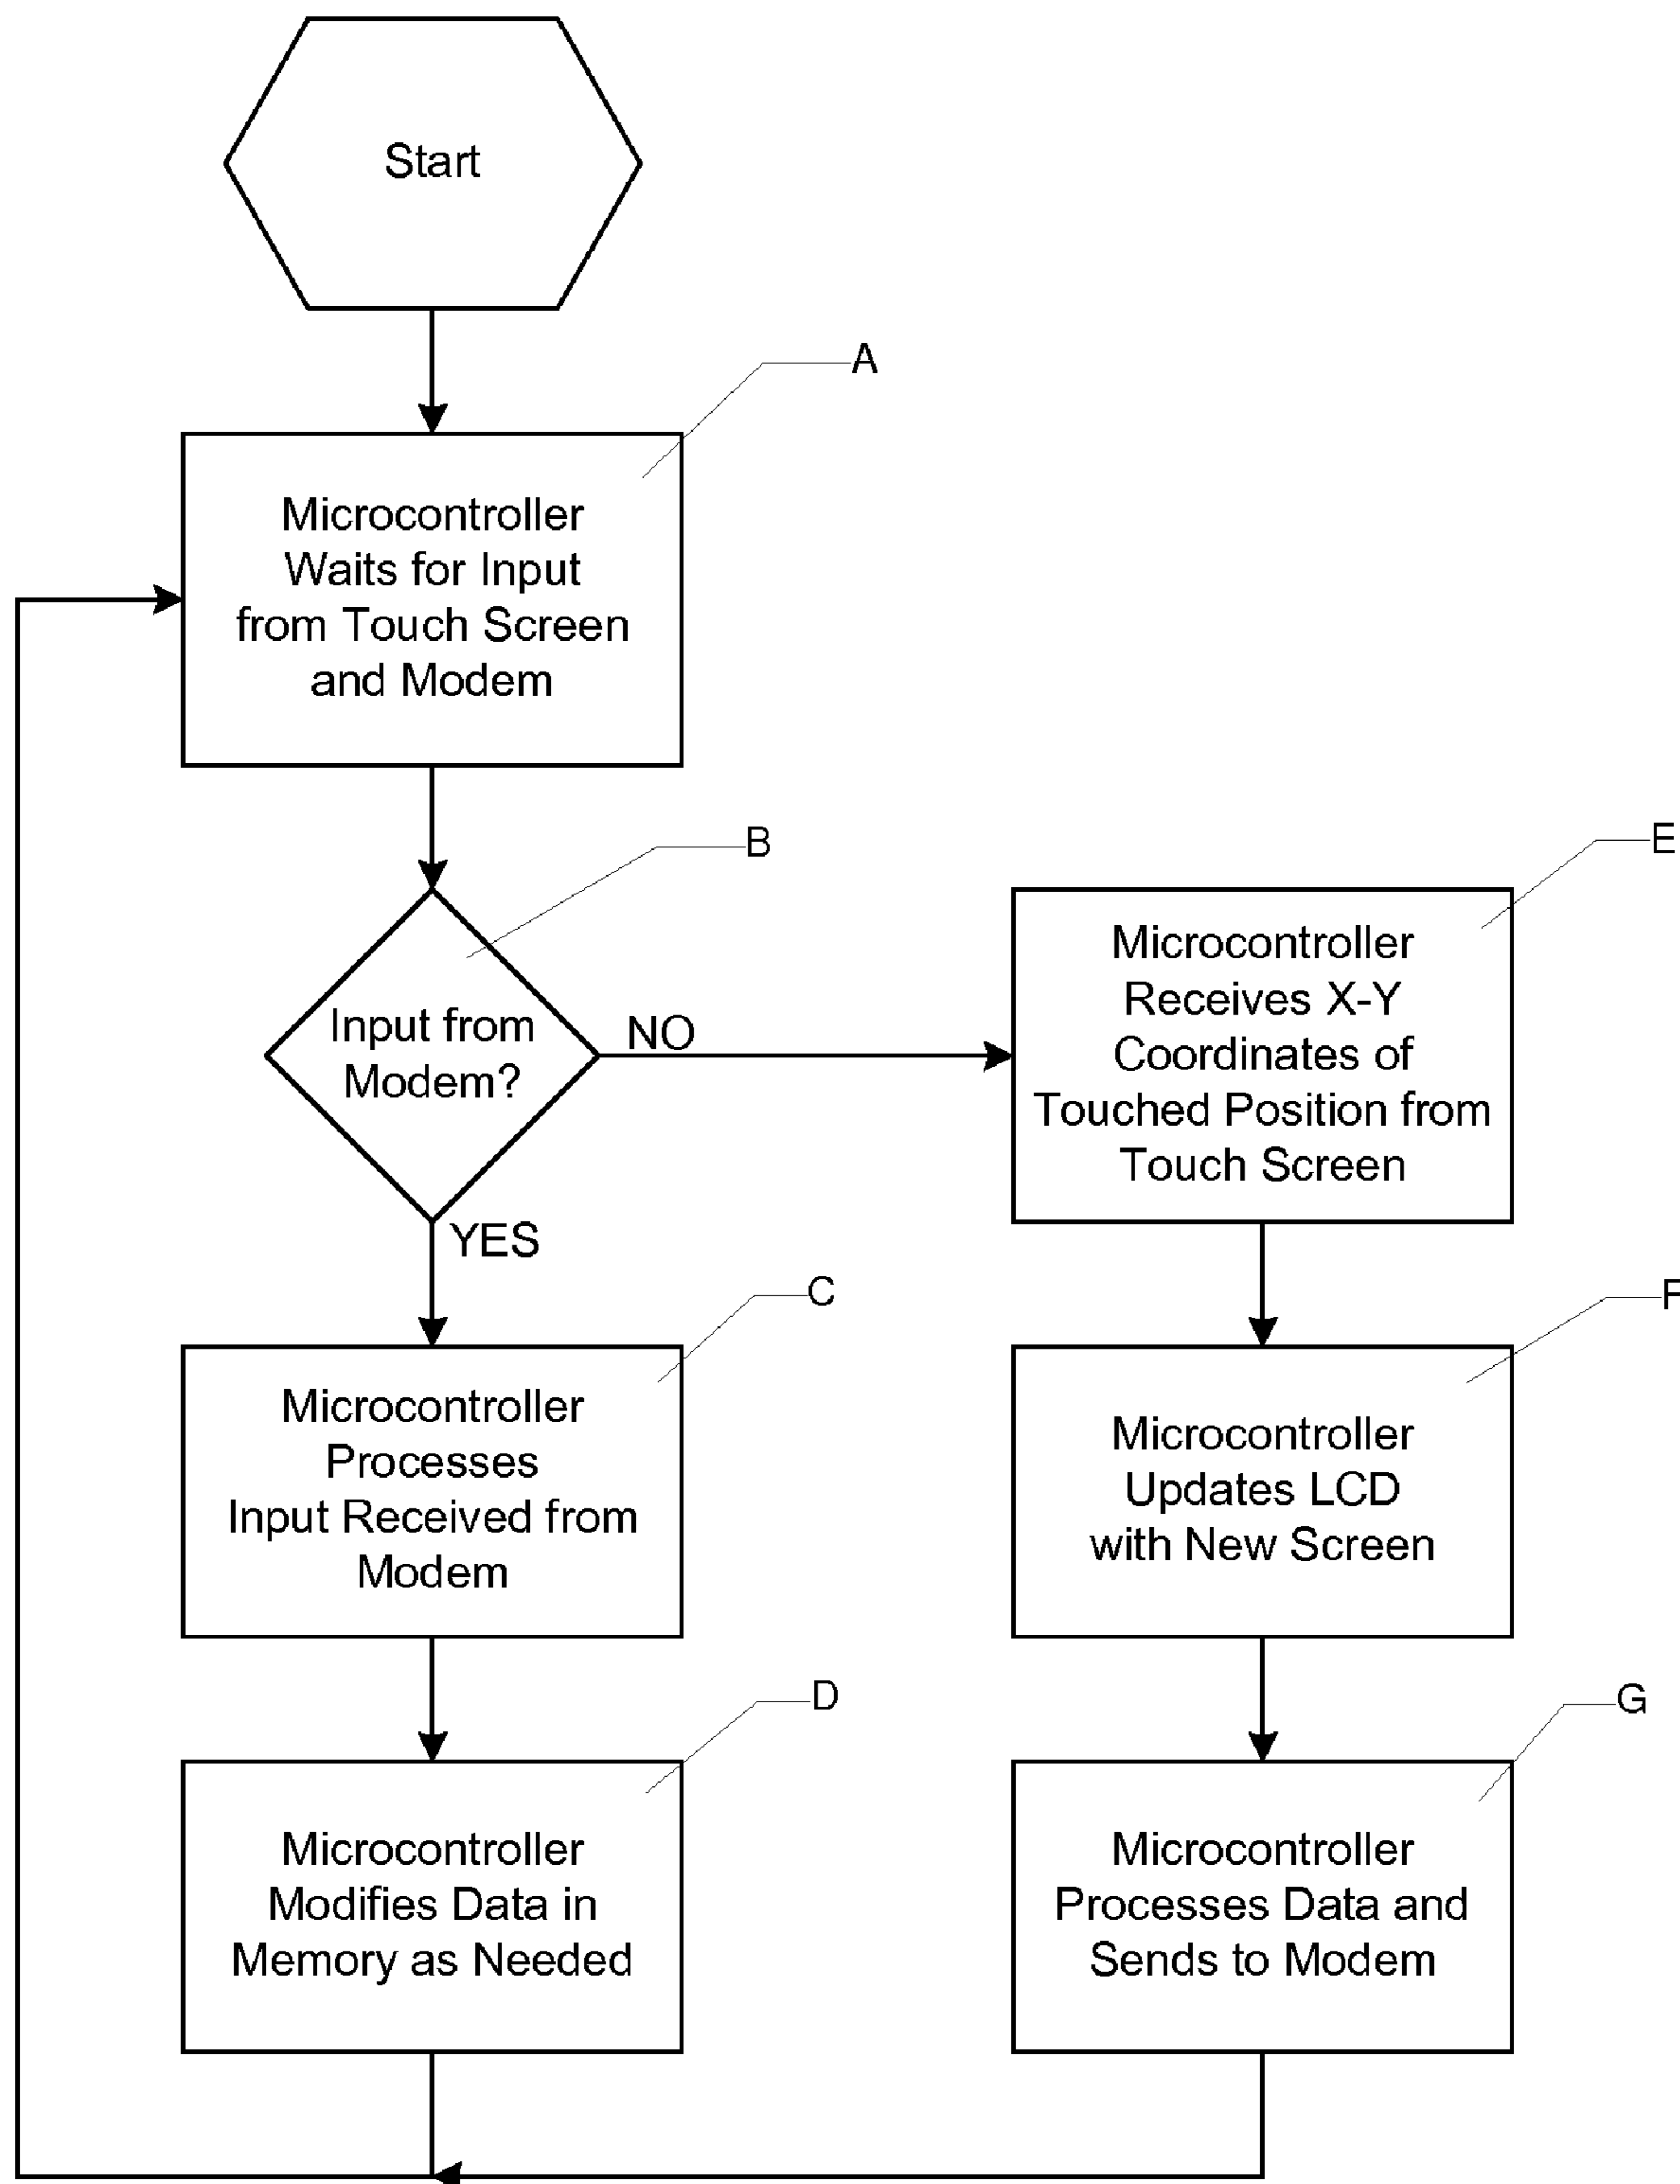 Start
A
Microcontroller
Waits for Input
from Touch Screen
and Modem
B
Input from
Modem?
NO
YES
E
Microcontroller
Receives X-Y
Coordinates of
Touched Position from
Touch Screen
C
Microcontroller
Processes
Input Received from
Modem
F
Microcontroller
Updates LCD
with New Screen
D
Microcontroller
Modifies Data in
Memory as Needed
G
Microcontroller
Processes Data and
Sends to Modem